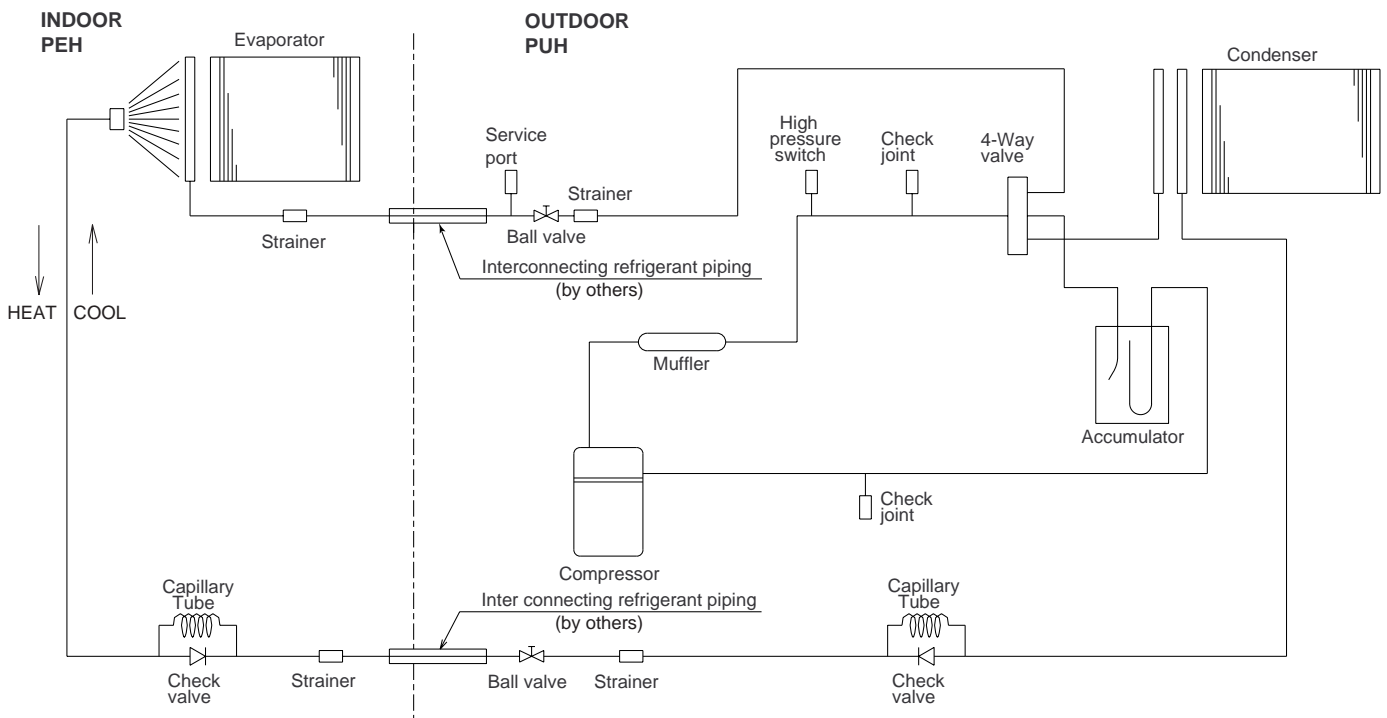 INDOOR
PEH
OUTDOOR
PUH
Evaporator
Condenser
Service
port
Strainer
High
pressure
switch
Check
joint
4-Way
valve
Strainer
Ball valve
Interconnecting refrigerant piping
(by others)
HEAT
COOL
Muffler
Accumulator
Check
joint
Compressor
Capillary
Tube
Inter connecting refrigerant piping
(by others)
Capillary
Tube
Check
valve
Strainer
Ball valve
Strainer
Check
valve